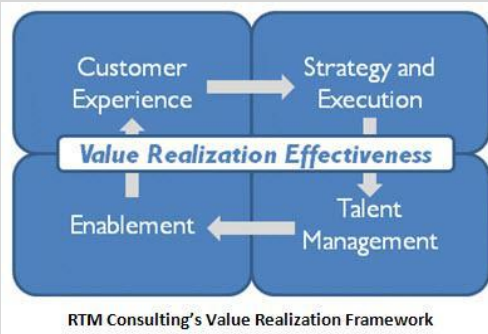 Customer
Experience
Strategy and
Execution
Value Realization Effectiveness
Enablement
Talent
Management
RTM Consulting's Value Realization Framework